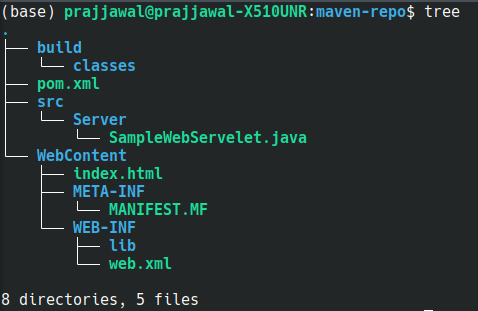 (base) prajjawal@prajjawal-X510UNR:maven-repo$ tree
.
├── build
│   └── classes
├── pom.xml
├── src
│   └── Server
│       └── SampleWebServelet.java
└── WebContent
    ├── index.html
    ├── META-INF
    │   └── MANIFEST.MF
    └── WEB-INF
        ├── lib
        └── web.xml

8 directories, 5 files